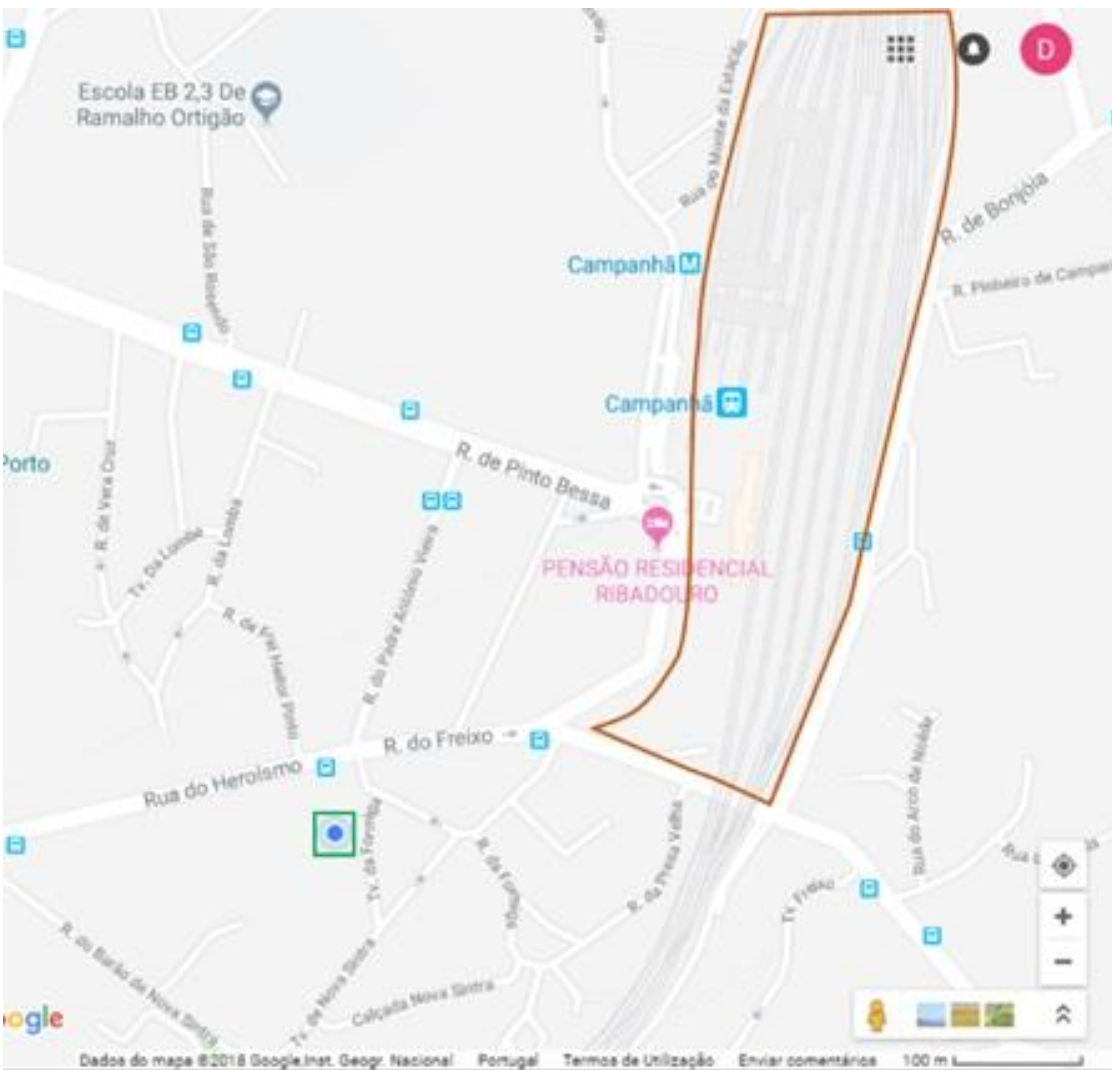 Escola EB 2,3 De
Ramalho Ortigão
D
Rua do Monte da Estação
R. de Bonjóia
Rua de São Rosendo
Campanhã
R. Pinheiro de
Campanhã
Porto
R. de Pinto Bessa
R. de Vera Cruz
Tv. Da Lomba
R. da Lomba
R. do Padre António Vieira
PENSÃO RESIDENCIAL
RIBADOURO
R. de Frei Heitor Pinto
R. do Freixo
Rua do Heroísmo
Rua do Arco de Noêde
Tv. da Formiga
R. da Formiga
R. da Presa Velha
Tv. Freixo
Rua
R. do Barão de Nova Sintra
Tv. de Nova Sintra
Calçada Nova Sintra
+
−
ogle
Dados do mapa ©2018 Google,Inst. Geogr. Nacional Portugal Termos de Utilização Enviar comentários 100 m